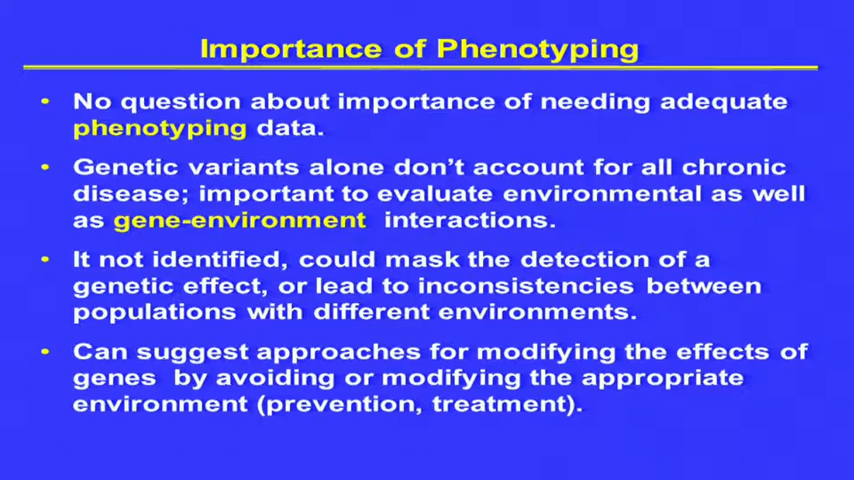 Importance of Phenotyping
• No question about importance of needing adequate
phenotyping data.
• Genetic variants alone don't account for all chronic
disease; important to evaluate environmental as well
as gene-environment interactions.
• It not identified, could mask the detection of a
genetic effect, or lead to inconsistencies between
populations with different environments.
• Can suggest approaches for modifying the effects of
genes by avoiding or modifying the appropriate
environment (prevention, treatment).